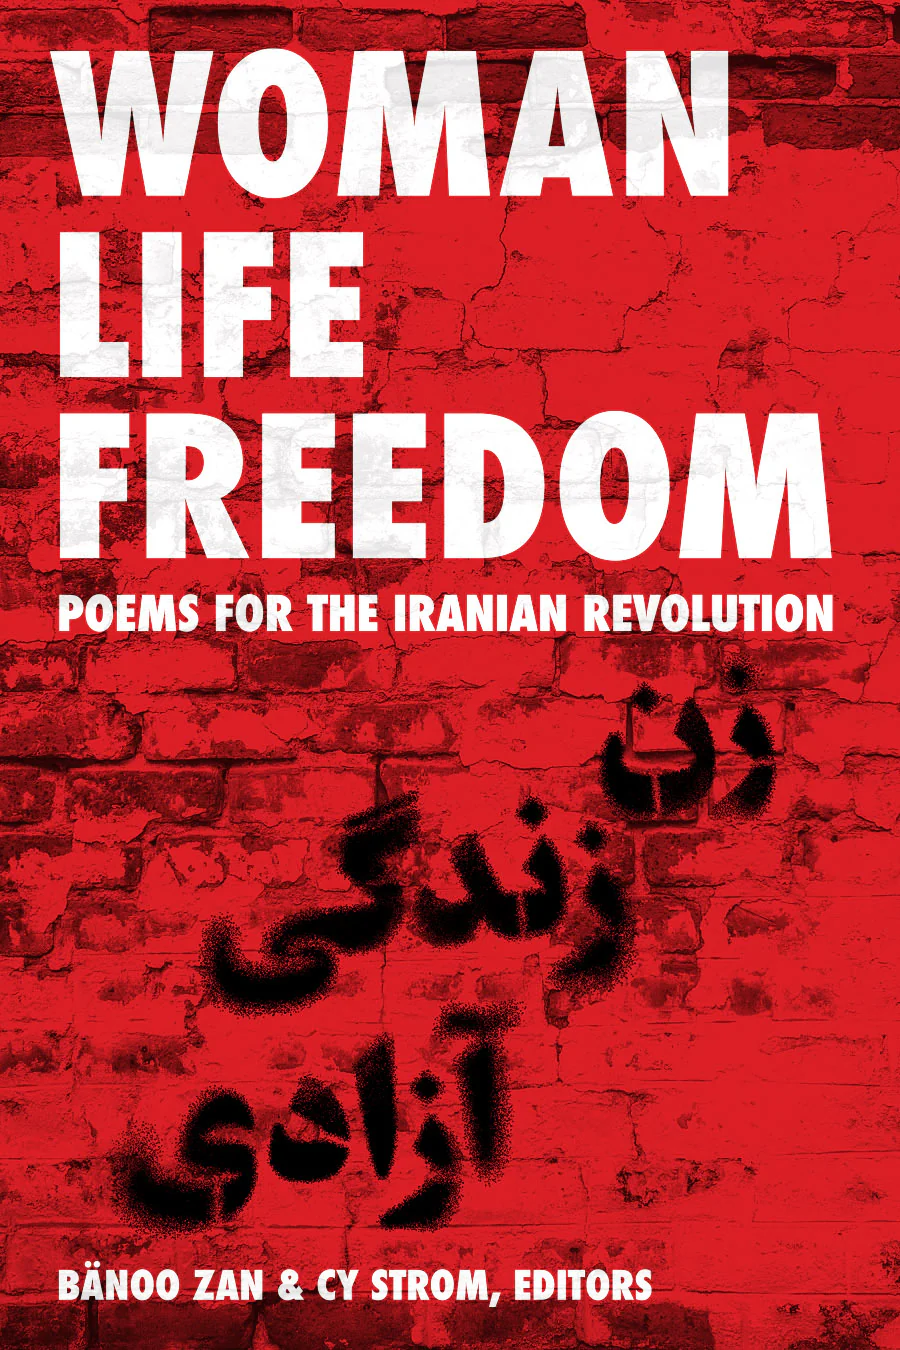 WOMAN
LIFE
FREEDOM
POEMS FOR THE IRANIAN REVOLUTION
زن
زندگی
آزادی
BÄNOO ZAN & CY STROM, EDITORS